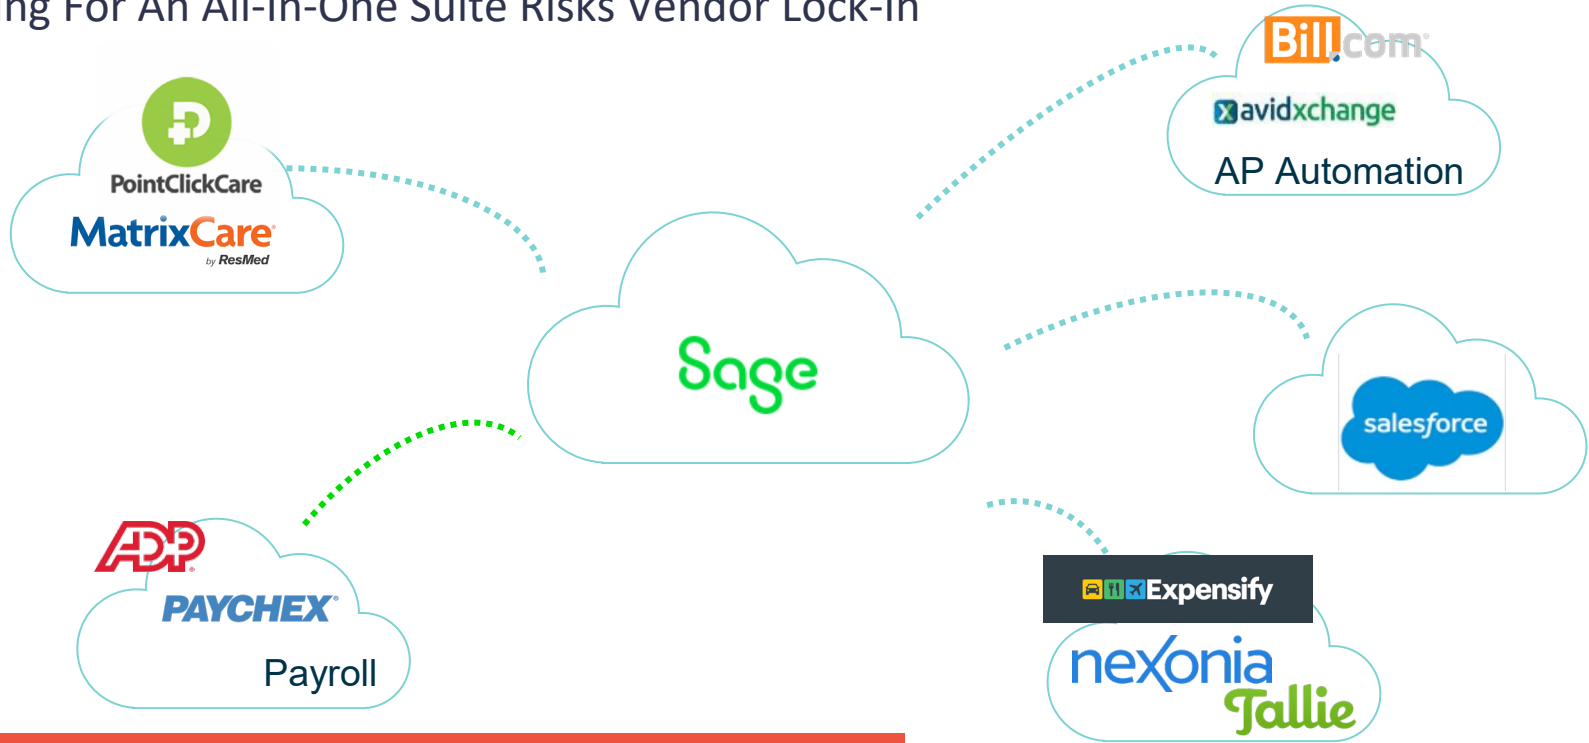 ng For An All-In-One Suite Risks Vendor Lock-In
PointClickCare
MatrixCare
by ResMed
Bill.com
avidxchange
AP Automation
Sage
salesforce
ADP
PAYCHEX
Payroll
Expensify
nexonia
Tallie